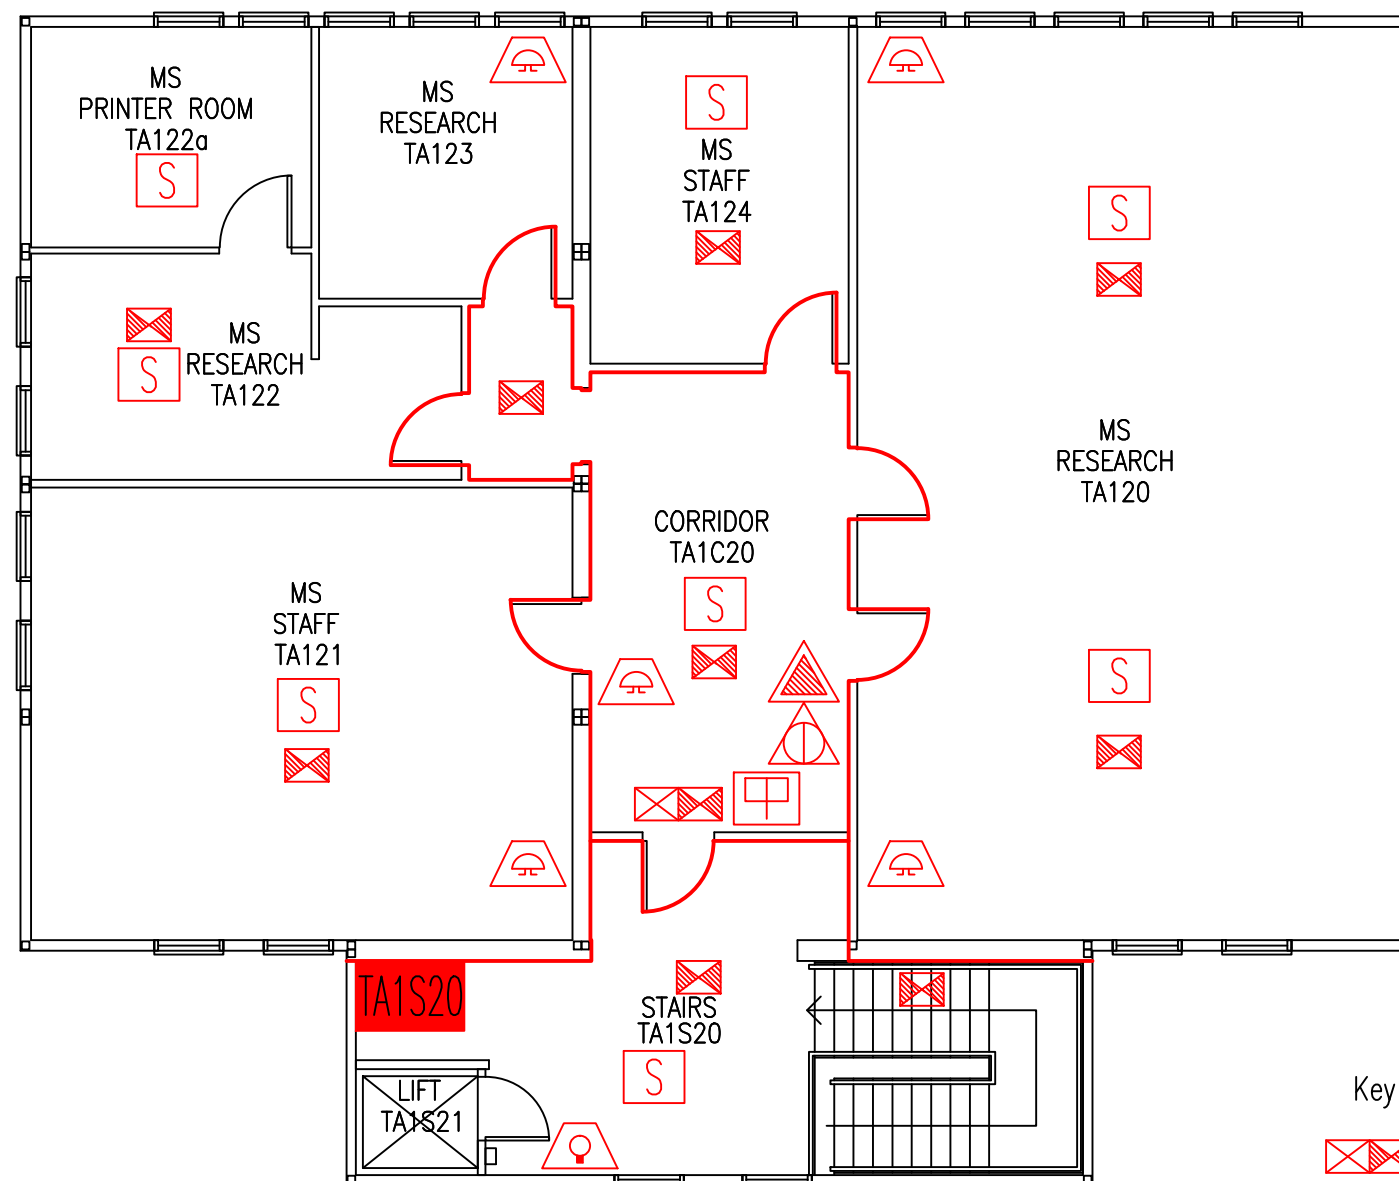 MS
PRINTER ROOM
TA122a
S
MS
RESEARCH
TA123
S
MS
STAFF
TA124
S
S
MS
RESEARCH
TA122
MS
RESEARCH
TA120
CORRIDOR
TA1C20
S
MS
STAFF
TA121
S
S
TA1S20
STAIRS
TA1S20
S
LIFT
TA1S21
Key